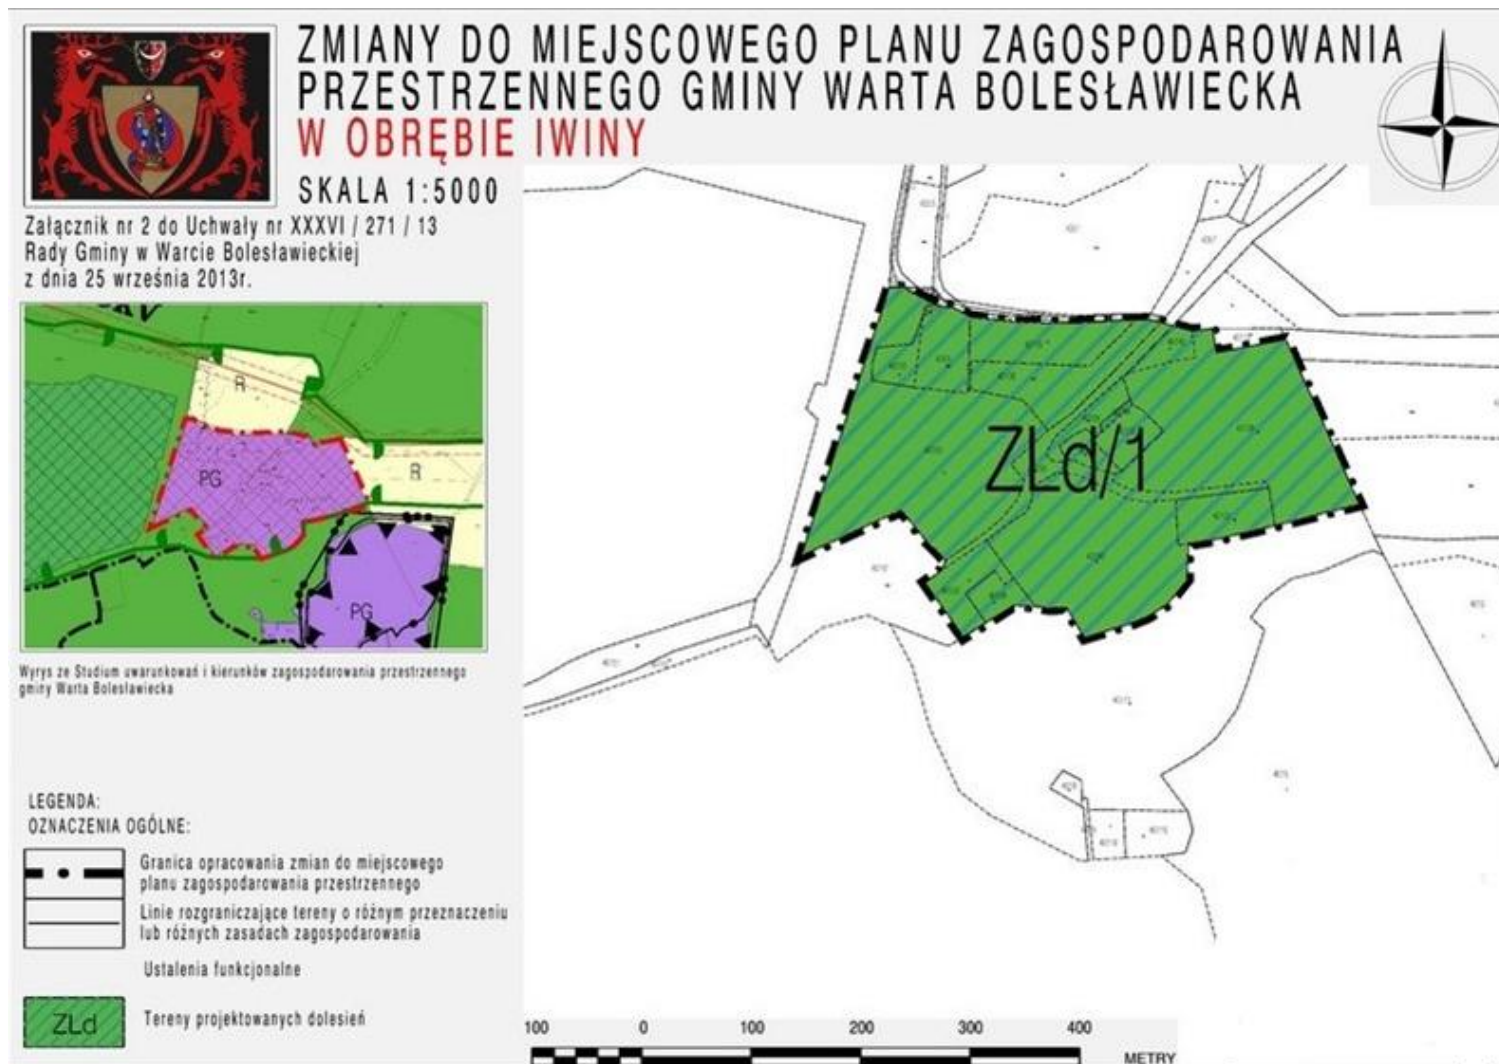 ZMIANY DO MIEJSCOWEGO PLANU ZAGOSPODAROWANIA
PRZESTRZENNEGO GMINY WARTA BOLESŁAWIECKA
W OBRĘBIE IWINY
SKALA 1:5000
Załącznik nr 2 do Uchwały nr XXXVI / 271 / 13
Rady Gminy w Warcie Bolesławieckiej
z dnia 25 września 2013r.
R
PG
R
PG
Wyrys ze Studium uwarunkowań i kierunków zagospodarowania przestrzennego
gminy Warta Bolesławiecka
ZLd/1
LEGENDA:
OZNACZENIA OGÓLNE:
Granica opracowania zmian do miejscowego
planu zagospodarowania przestrzennego
Linie rozgraniczające tereny o różnym przeznaczeniu
lub różnych zasadach zagospodarowania
Ustalenia funkcjonalne
ZLd
Tereny projektowanych dolesień
100 0 100 200 300 400
METRY